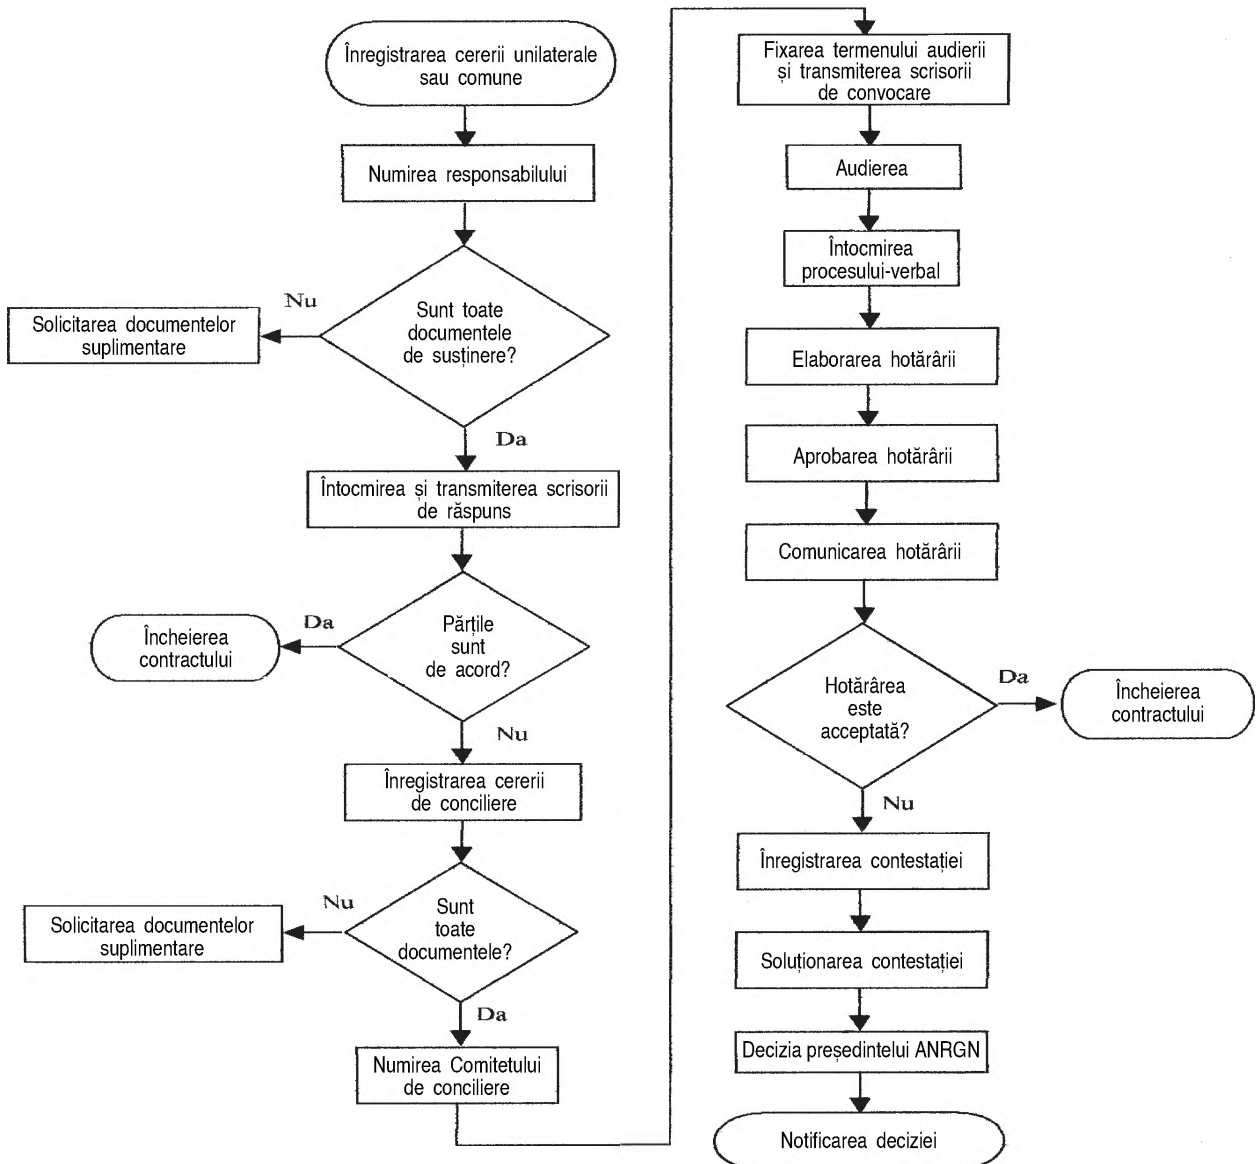 Înregistrarea cererii unilaterale
sau comune
Numirea responsabilului
Sunt toate
documentele
de susținere?
Nu
Solicitarea documentelor
suplimentare
Da
Întocmirea și transmiterea scrisorii
de răspuns
Părțile
sunt
de acord?
Da
Încheierea
contractului
Nu
Înregistrarea cererii
de conciliere
Sunt
toate
documentele?
Nu
Solicitarea documentelor
suplimentare
Da
Numirea Comitetului
de conciliere
Fixarea termenului audierii
și transmiterea scrisorii
de convocare
Audierea
Întocmirea
procesului-verbal
Elaborarea hotărârii
Aprobarea hotărârii
Comunicarea hotărârii
Hotărârea
este
acceptată?
Da
Încheierea
contractului
Nu
Înregistrarea contestației
Soluționarea contestației
Decizia președintelui ANRGN
Notificarea deciziei